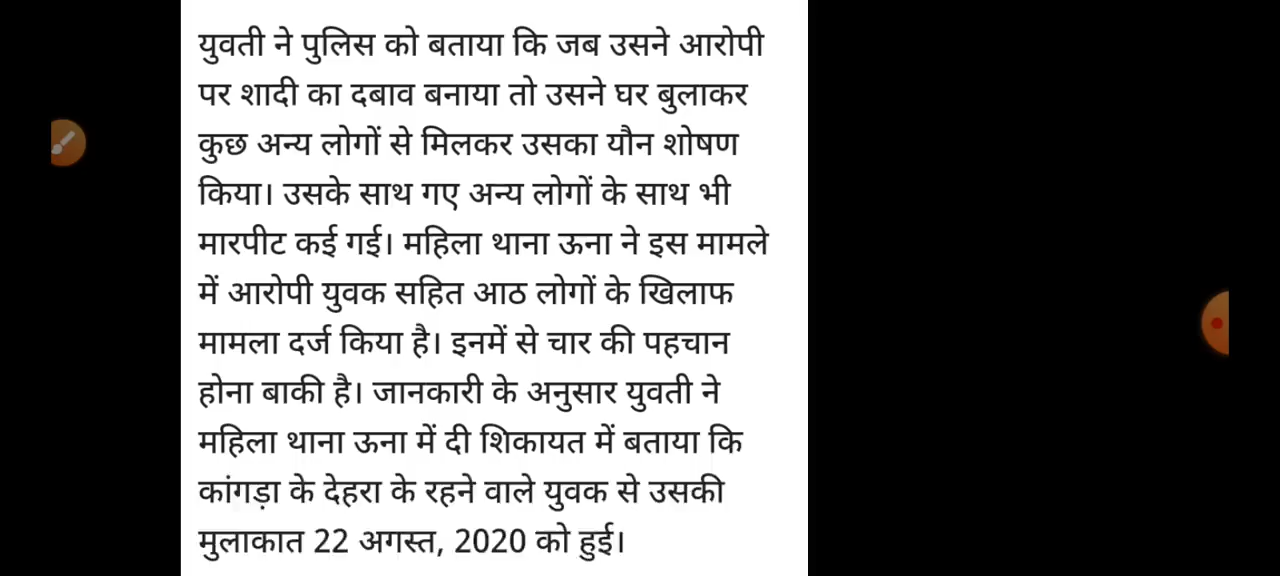 युवती ने पुलिस को बताया कि जब उसने आरोपी
पर शादी का दबाव बनाया तो उसने घर बुलाकर
कुछ अन्य लोगों से मिलकर उसका यौन शोषण
किया। उसके साथ गए अन्य लोगों के साथ भी
मारपीट कई गई। महिला थाना ऊना ने इस मामले
में आरोपी युवक सहित आठ लोगों के खिलाफ
मामला दर्ज किया है। इनमें से चार की पहचान
होना बाकी है। जानकारी के अनुसार युवती ने
महिला थाना ऊना में दी शिकायत में बताया कि
कांगड़ा के देहरा के रहने वाले युवक से उसकी
मुलाकात 22 अगस्त, 2020 को हुई।